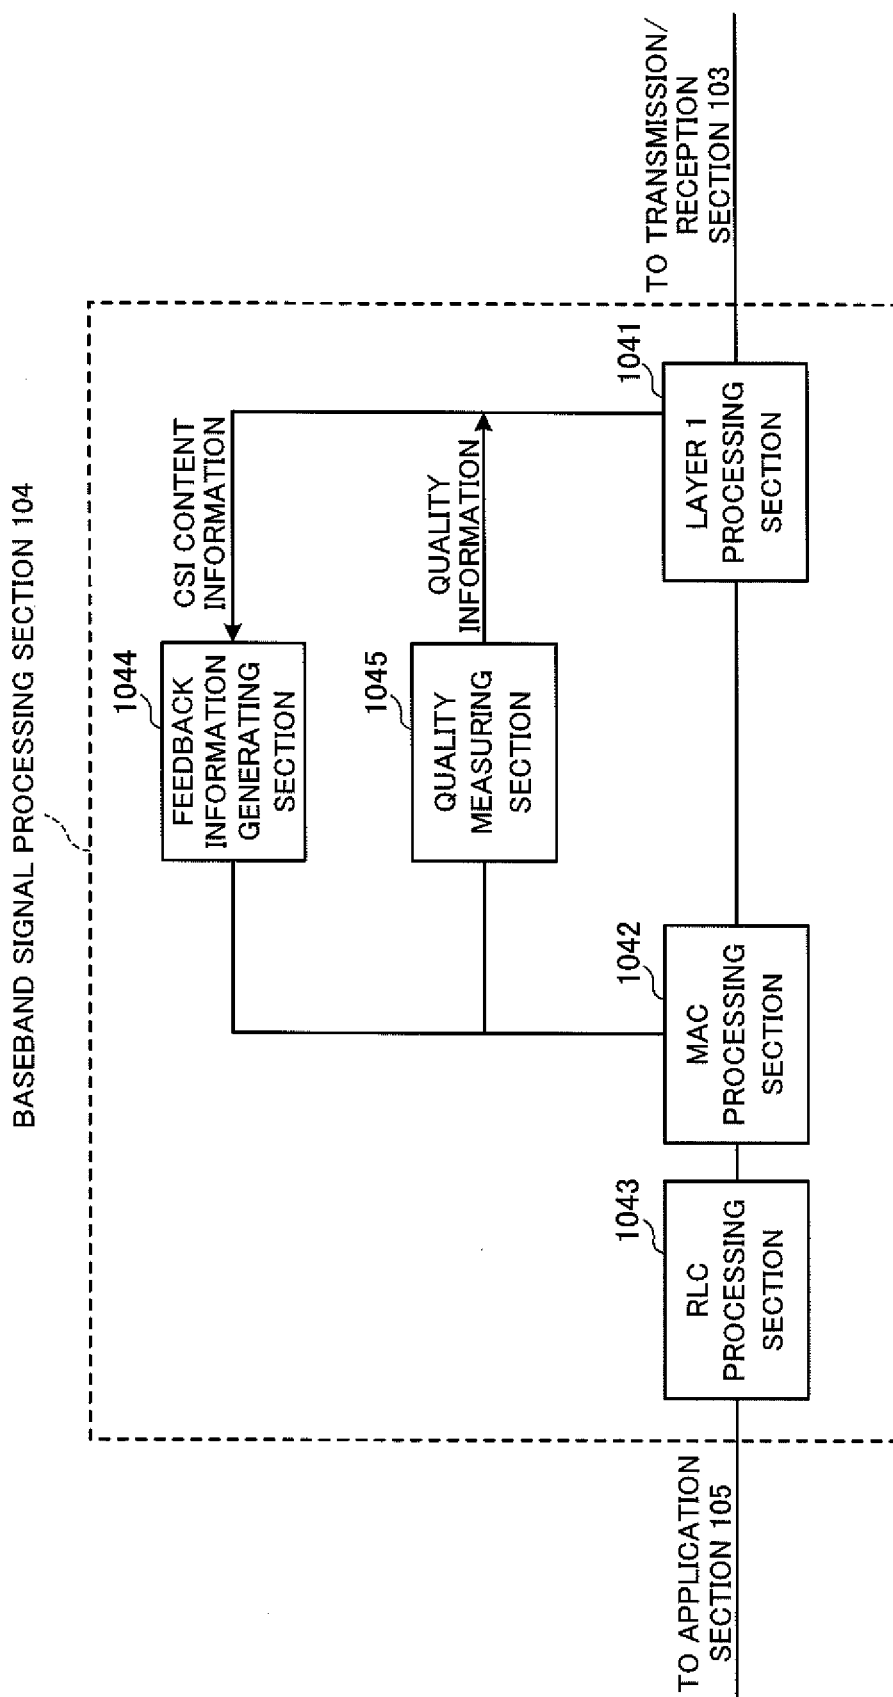 BASEBAND SIGNAL PROCESSING SECTION 104
1044
FEEDBACK
INFORMATION
GENERATING
SECTION
CSI CONTENT
INFORMATION
1045
QUALITY
MEASURING
SECTION
QUALITY
INFORMATION
TO APPLICATION
SECTION 105
1043
RLC
PROCESSING
SECTION
1042
MAC
PROCESSING
SECTION
1041
LAYER 1
PROCESSING
SECTION
TO TRANSMISSION/
RECEPTION
SECTION 103